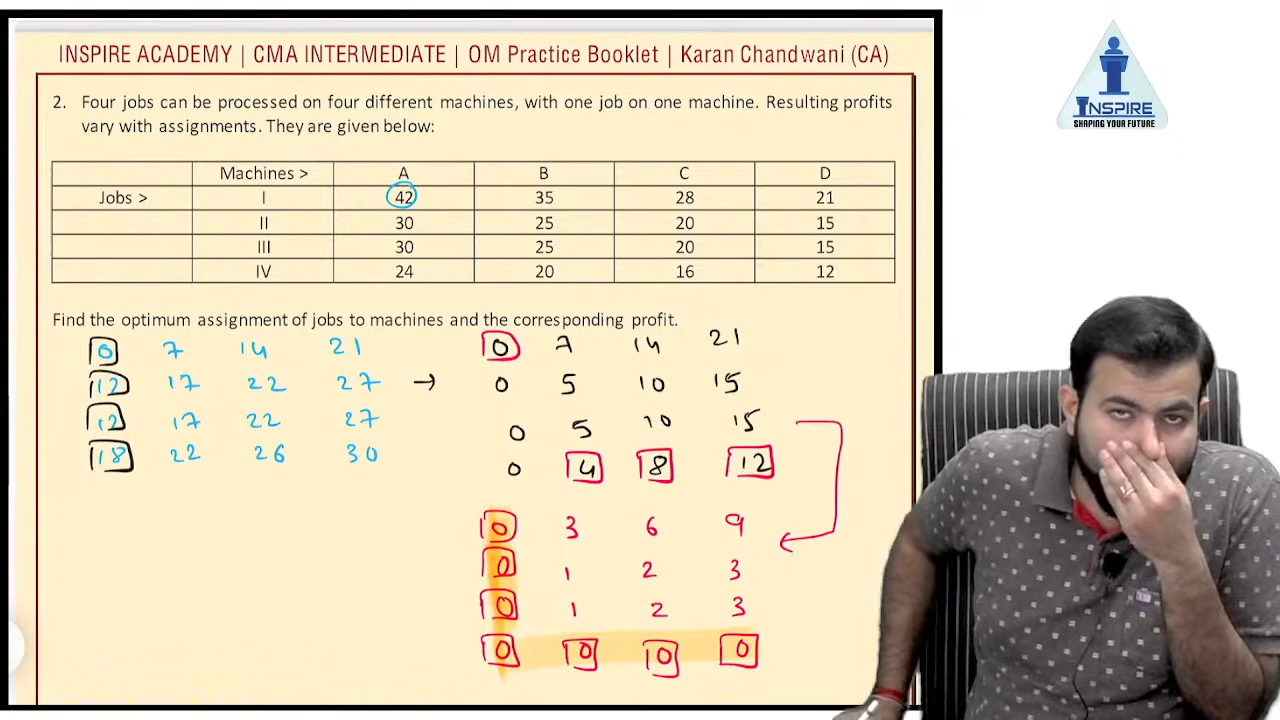 INSPIRE ACADEMY | CMA INTERMEDIATE | OM Practice Booklet | Karan Chandwani (CA)
INSPIRE
SHAPING YOUR FUTURE
2. Four jobs can be processed on four different machines, with one job on one machine. Resulting profits
vary with assignments. They are given below:
Machines > A B C D
Jobs > I 42 35 28 21
II 30 25 20 15
III 30 25 20 15
IV 24 20 16 12
Find the optimum assignment of jobs to machines and the corresponding profit.
0 7 14 21
12 17 22 27 →
12 17 22 27
18 22 26 30
0 7 14 21
0 5 10 15
0 5 10 15
0 4 8 12
0 3 6 9
0 1 2 3
0 1 2 3
0 0 0 0